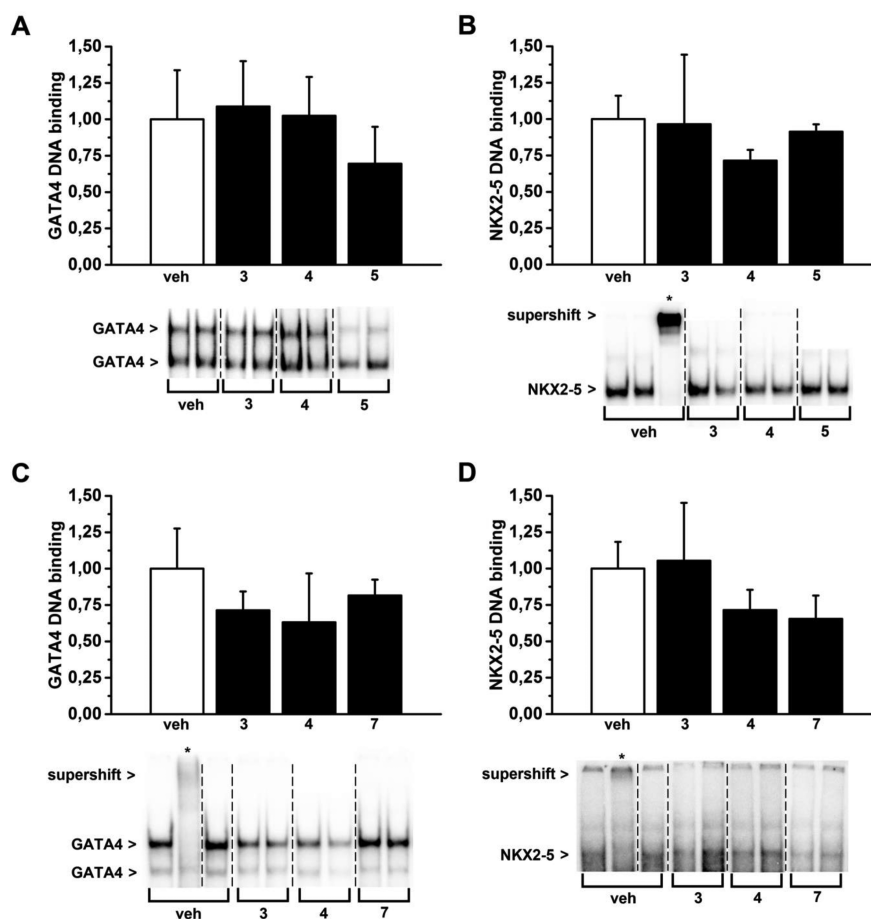 A
GATA4 DNA binding
1,50
1,25
1,00
0,75
0,50
0,25
0,00
veh 3 4 5
GATA4 >
GATA4 >
veh 3 4 5
B
NKX2-5 DNA binding
1,50
1,25
1,00
0,75
0,50
0,25
0,00
veh 3 4 5
*
supershift >
NKX2-5 >
veh 3 4 5
C
GATA4 DNA binding
1,50
1,25
1,00
0,75
0,50
0,25
0,00
veh 3 4 7
*
supershift >
GATA4 >
GATA4 >
veh 3 4 7
D
NKX2-5 DNA binding
1,50
1,25
1,00
0,75
0,50
0,25
0,00
veh 3 4 7
*
supershift >
NKX2-5 >
veh 3 4 7